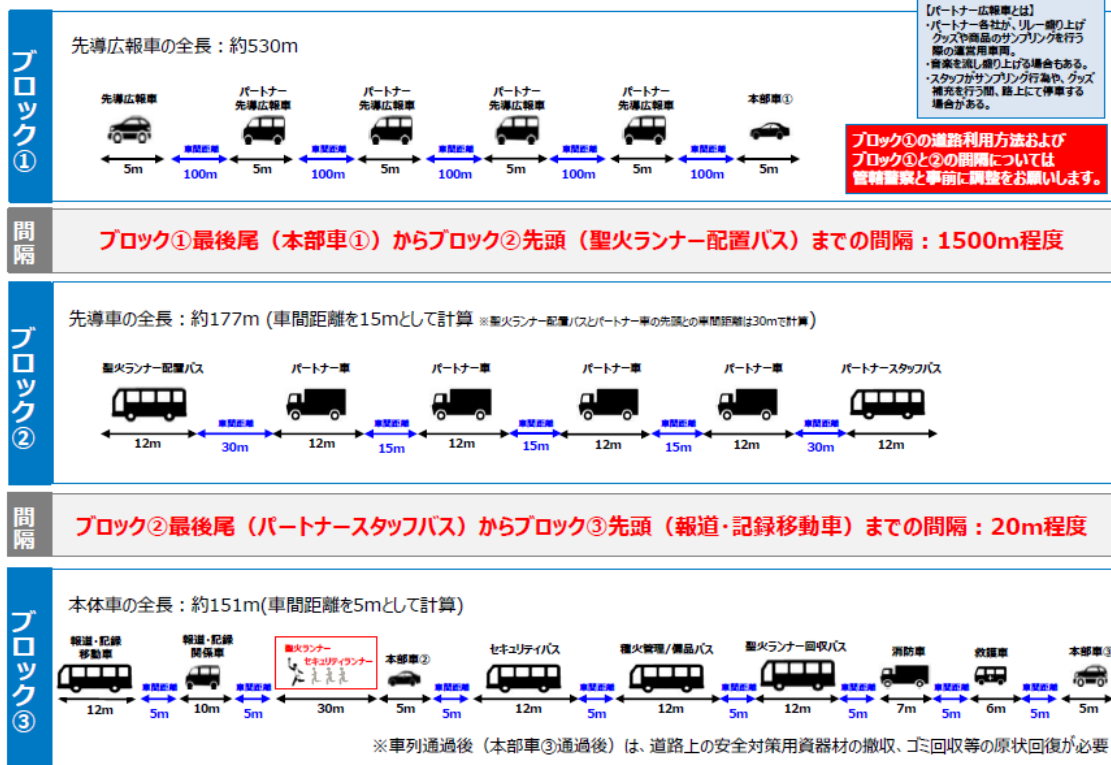 【パートナー広報車とは】
・パートナー各社が、リレー盛り上げ
グッズや商品のサンプリングを行う
際の運営用車両。
・音楽を流し盛り上げる場合もある。
・スタッフがサンプリング行為や、グッズ
補充を行う間、路上にて停車する
場合がある。
ブロック①
先導広報車の全長：約530m
先導広報車
パートナー
先導広報車
パートナー
先導広報車
パートナー
先導広報車
パートナー
先導広報車
本部車①
車間距離
車間距離
車間距離
車間距離
車間距離
5m
100m
5m
100m
5m
100m
5m
100m
5m
100m
5m
ブロック①の道路利用方法および
ブロック①と②の間隔については
管轄警察と事前に調整をお願いします。
間隔
ブロック①最後尾（本部車①）からブロック②先頭（聖火ランナー配置バス）までの間隔：1500m程度
ブロック②
先導車の全長：約177m (車間距離を15mとして計算 ※聖火ランナー配置バスとパートナー車の先頭との車間距離は30mで計算)
聖火ランナー配置バス
パートナー車
パートナー車
パートナー車
パートナー車
パートナースタッフバス
車間距離
車間距離
車間距離
車間距離
車間距離
12m
30m
12m
15m
12m
15m
12m
15m
12m
30m
12m
間隔
ブロック②最後尾（パートナースタッフバス）からブロック③先頭（報道・記録移動車）までの間隔：20m程度
ブロック③
本体車の全長：約151m(車間距離を5mとして計算)
報道・記録
移動車
報道・記録
関係車
聖火ランナー
セキュリティランナー
本部車②
セキュリティバス
種火管理/備品バス
聖火ランナー回収バス
消防車
救護車
本部車③
車間距離
車間距離
車間距離
車間距離
車間距離
車間距離
車間距離
車間距離
12m
5m
10m
5m
30m
5m
5m
12m
5m
12m
5m
12m
5m
7m
5m
6m
5m
5m
※車列通過後（本部車③通過後）は、道路上の安全対策用資器材の撤収、ゴミ回収等の原状回復が必要